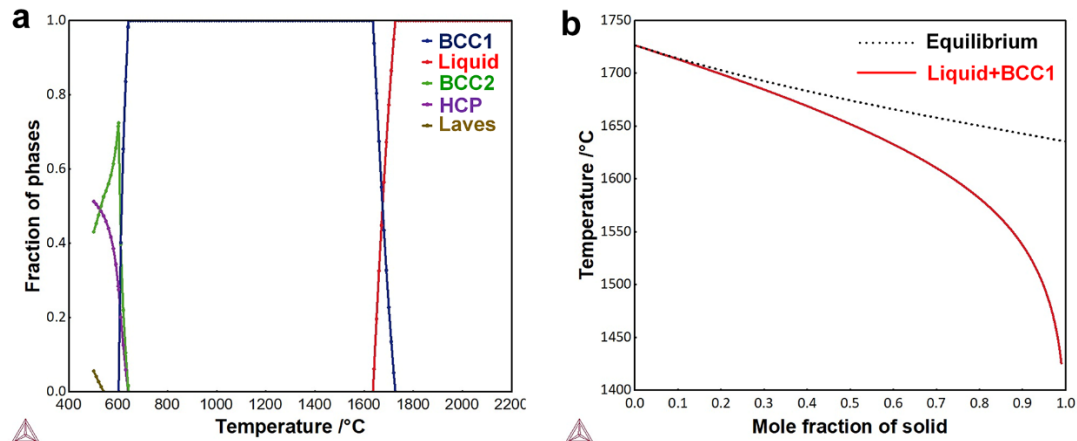 a
Fraction of phases
1.0
0.8
0.6
0.4
0.2
0.0
BCC1
Liquid
BCC2
HCP
Laves
400 600 800 1000 1200 1400 1600 1800 2000 2200
Temperature /°C
b
Temperature /°C
1750
1700
1650
1600
1550
1500
1450
1400
Equilibrium
Liquid+BCC1
0.0 0.1 0.2 0.3 0.4 0.5 0.6 0.7 0.8 0.9 1.0
Mole fraction of solid